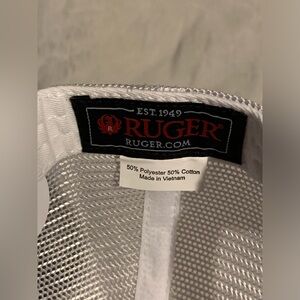 EST. 1949
RUGER
RUGER.COM
50% Polyester 50% Cotton
Made in Vietnam